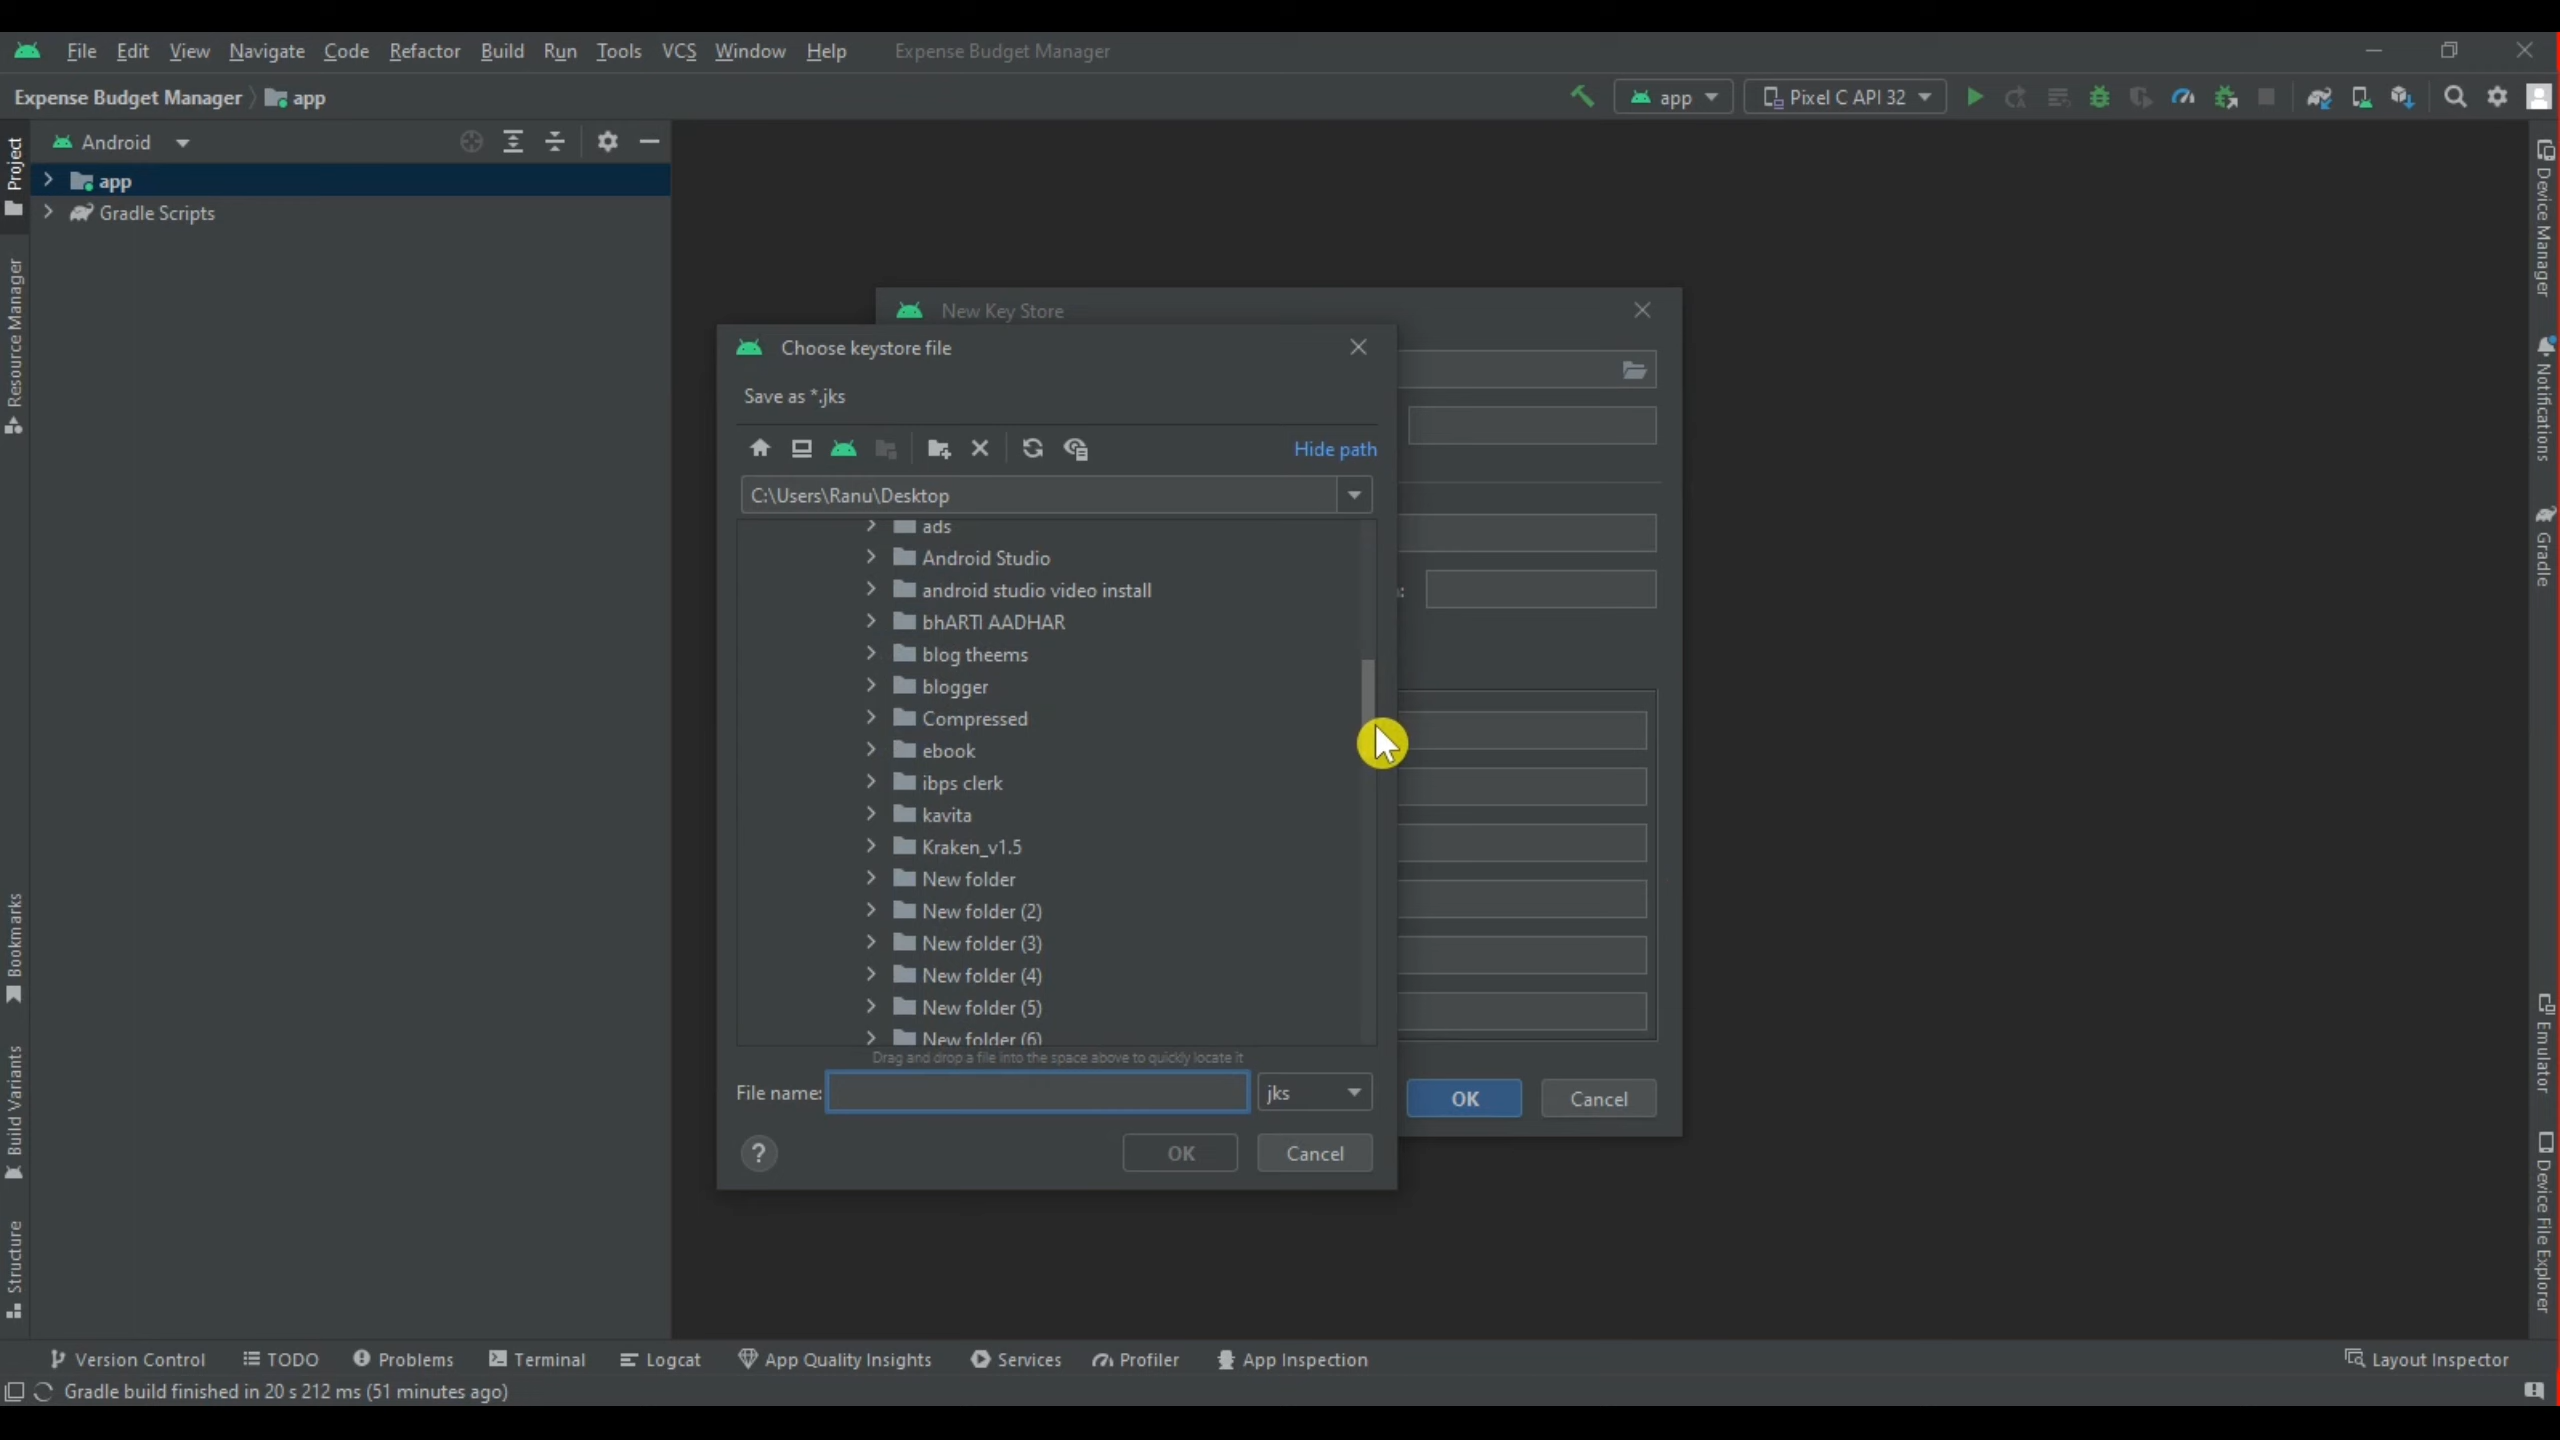 File Edit View Navigate Code Refactor Build Run Tools VCS Window Help Expense Budget Manager
Expense Budget Manager app
app Pixel C API 32
Project
Resource Manager
Bookmarks
Build Variants
Structure
Android
app
Gradle Scripts
New Key Store
Choose keystore file
Save as *.jks
Hide path
C:\Users\Ranu\Desktop
ads
Android Studio
android studio video install
bhARTI AADHAR
blog theems
blogger
Compressed
ebook
ibps clerk
kavita
Kraken_v1.5
New folder
New folder (2)
New folder (3)
New folder (4)
New folder (5)
New folder (6)
Drag and drop a file into the space above to quickly locate it
File name: jks
? OK Cancel
OK Cancel
Device Manager
Notifications
Gradle
Emulator
Device File Explorer
Version Control TODO Problems Terminal Logcat App Quality Insights Services Profiler App Inspection Layout Inspector
Gradle build finished in 20 s 212 ms (51 minutes ago)